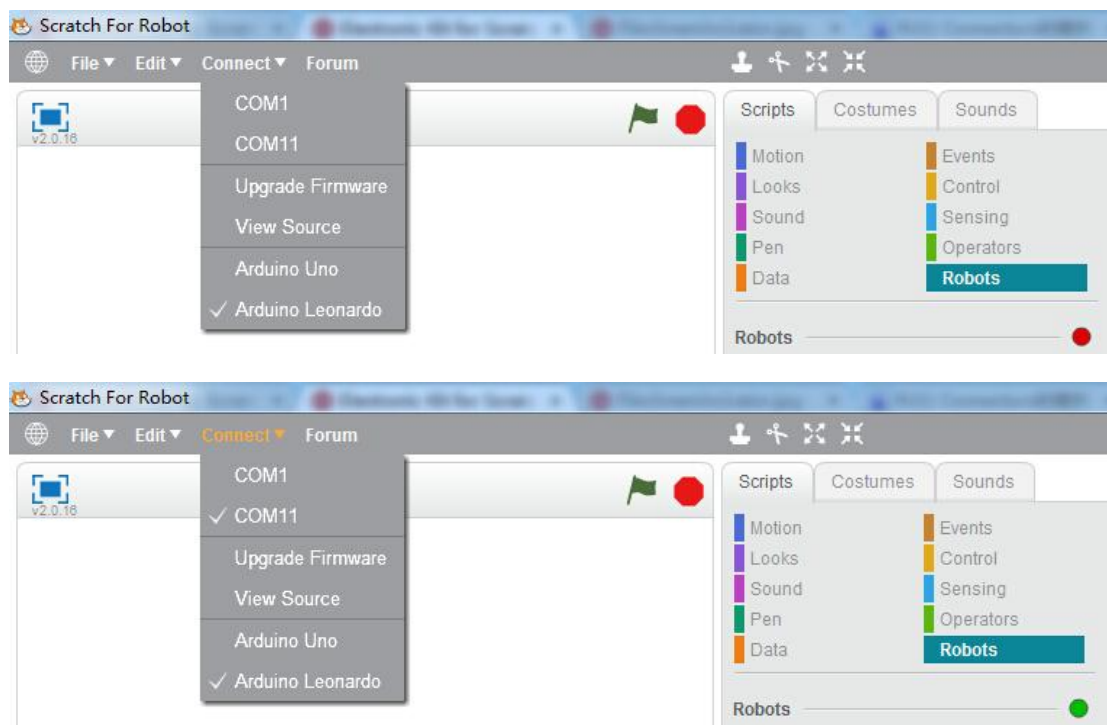 Scratch For Robot
File Edit Connect Forum
COM1
COM11
Upgrade Firmware
View Source
Arduino Uno
Arduino Leonardo
v2.0.16
Scripts Costumes Sounds
Motion Events
Looks Control
Sound Sensing
Pen Operators
Data Robots
Robots
Scratch For Robot
File Edit Connect Forum
COM1
COM11
Upgrade Firmware
View Source
Arduino Uno
Arduino Leonardo
v2.0.16
Scripts Costumes Sounds
Motion Events
Looks Control
Sound Sensing
Pen Operators
Data Robots
Robots